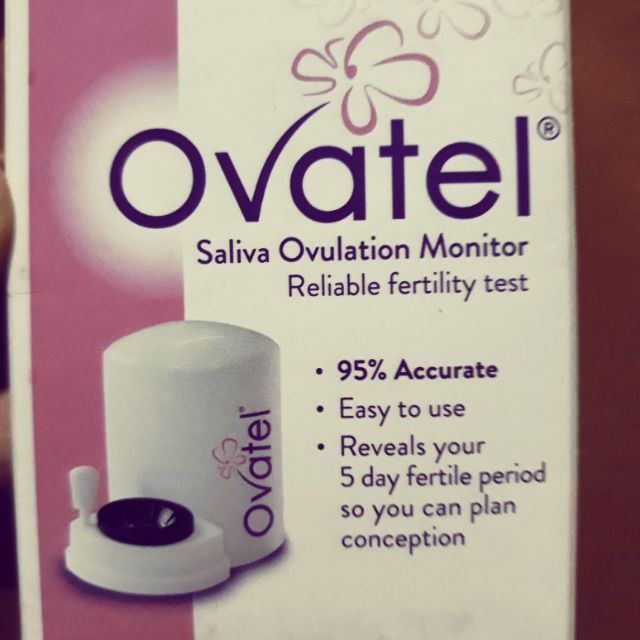 Ovatel®
Saliva Ovulation Monitor
Reliable fertility test
• 95% Accurate
• Easy to use
• Reveals your
5 day fertile period
so you can plan
conception
Ovatel